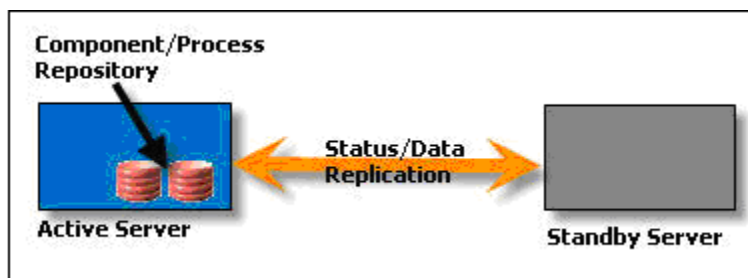 Component/Process
Repository
Status/Data
Replication
Active Server
Standby Server